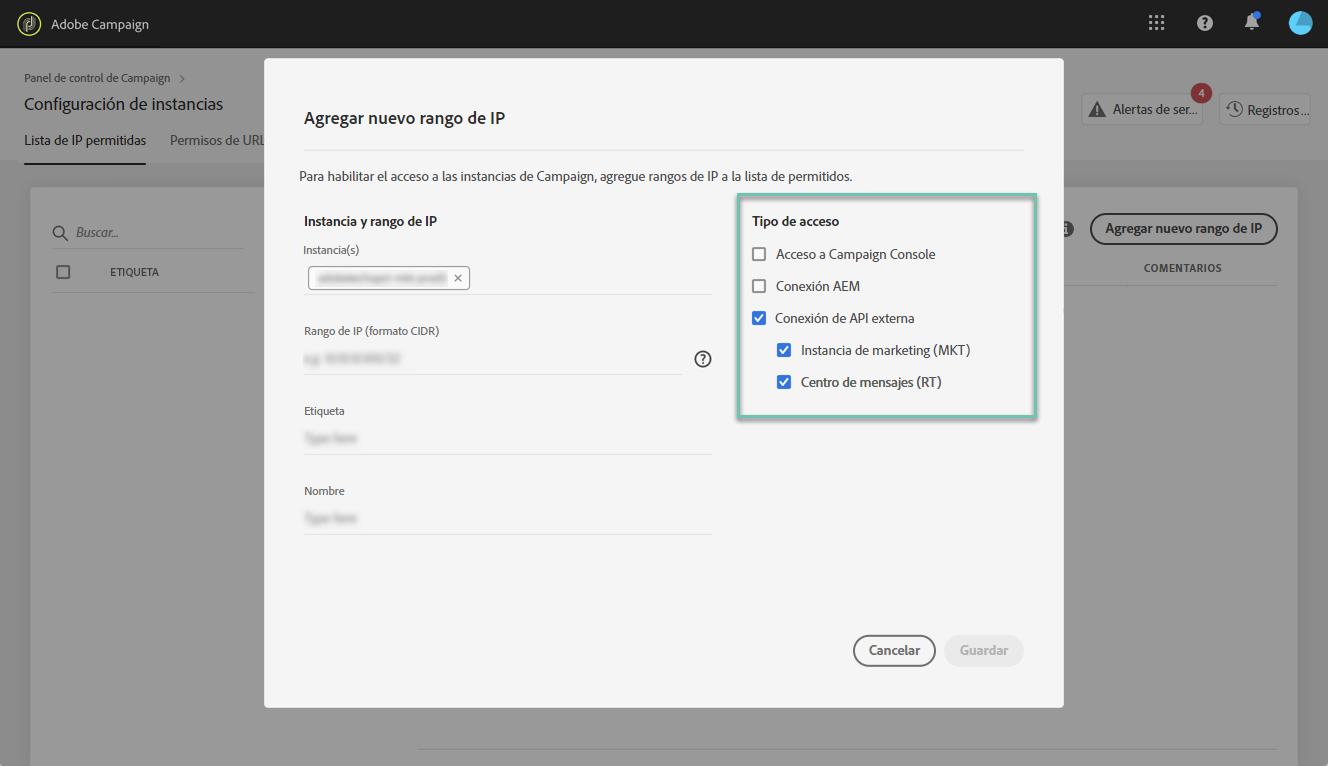 Adobe Campaign
Panel de control de Campaign
Configuración de instancias
4
Alertas de ser...
Registros...
Lista de IP permitidas
Permisos de URL
Buscar...
ETIQUETA
Agregar nuevo rango de IP
COMENTARIOS
Agregar nuevo rango de IP
Para habilitar el acceso a las instancias de Campaign, agregue rangos de IP a la lista de permitidos.
Instancia y rango de IP
Instancia(s)
Rango de IP (formato CIDR)
Etiqueta
Type here
Nombre
Type here
Tipo de acceso
Acceso a Campaign Console
Conexión AEM
Conexión de API externa
Instancia de marketing (MKT)
Centro de mensajes (RT)
Cancelar
Guardar